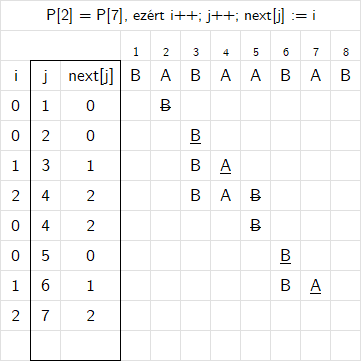 P[2] = P[7], ezért i++; j++; next[j] := i
1 2 3 4 5 6 7 8
i j next[j] B A B A A B A B
0 1 0 B
0 2 0 B
1 3 1 B A
2 4 2 B A B
0 4 2 B
0 5 0 B
1 6 1 B A
2 7 2